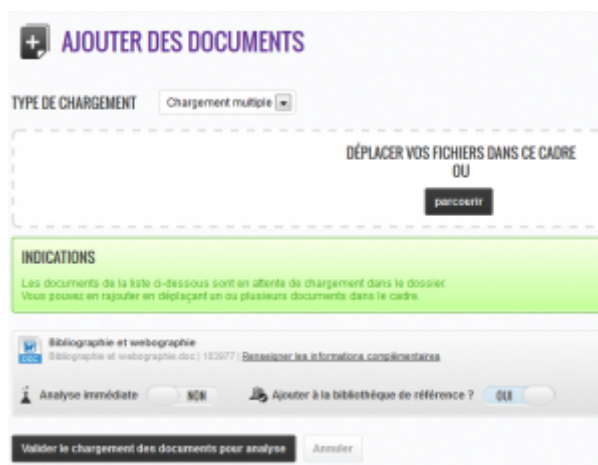 AJOUTER DES DOCUMENTS
TYPE DE CHARGEMENT Chargement multiple
DÉPLACER VOS FICHIERS DANS CE CADRE
OU
parcourir
INDICATIONS
Les documents de la liste ci-dessous sont en attente de chargement dans le dossier.
Vous pouvez en rajouter en déplaçant un ou plusieurs documents dans le cadre.
Bibliographie et webographie
Bibliographie et webographie.doc | 103977 | Renseigner les informations complémentaires
DOC
Analyse immédiate NON Ajouter à la bibliothèque de référence ? OUI
Valider le chargement des documents pour analyse Annuler